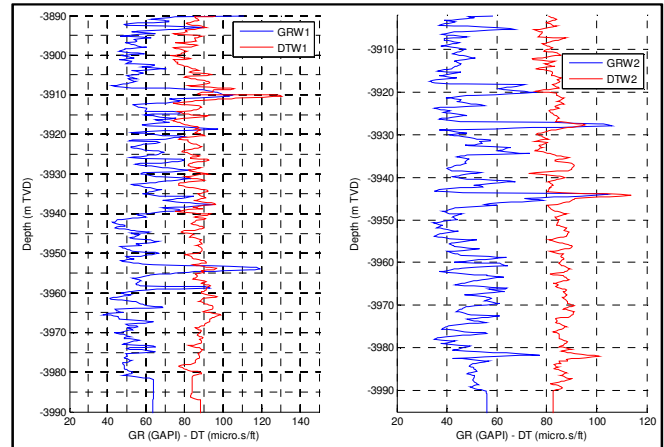 -3890
-3900
-3910
-3920
-3930
-3940
-3950
-3960
-3970
-3980
-3990
Depth (m TVD)
GRW1
DTW1
20 40 60 80 100 120 140
GR (GAPI) - DT (micro.s/ft)
-3910
-3920
-3930
-3940
-3950
-3960
-3970
-3980
-3990
Depth (m TVD)
GRW2
DTW2
20 40 60 80 100 120
GR (GAPI) - DT (micro.s/ft)